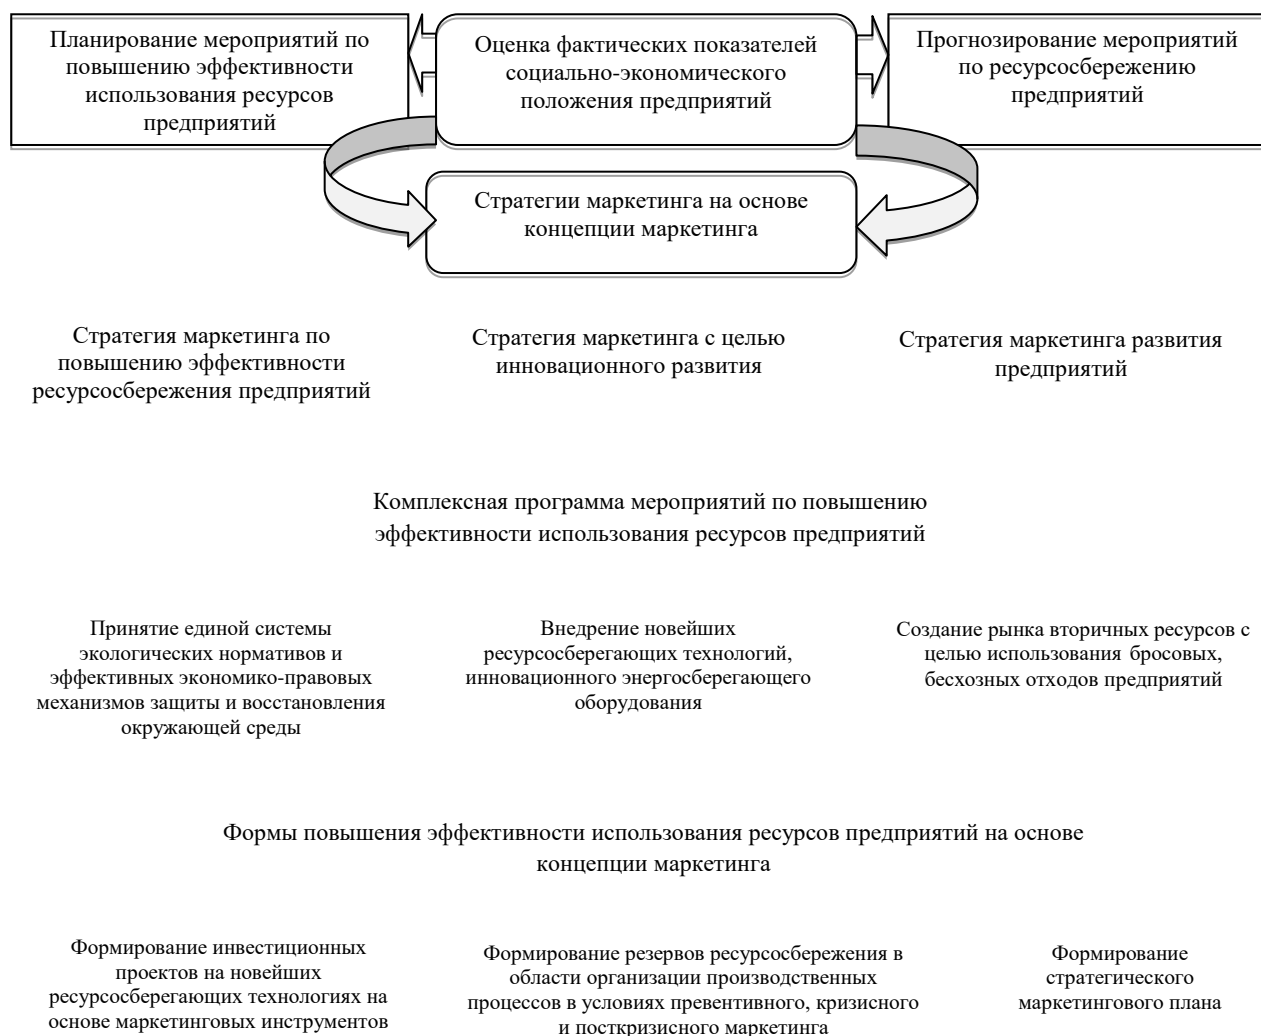 Планирование мероприятий по
повышению эффективности
использования ресурсов
предприятий
Оценка фактических показателей
социально-экономического
положения предприятий
Прогнозирование мероприятий
по ресурсосбережению
предприятий
Стратегии маркетинга на основе
концепции маркетинга
Стратегия маркетинга по
повышению эффективности
ресурсосбережения предприятий
Стратегия маркетинга с целью
инновационного развития
Стратегия маркетинга развития
предприятий
Комплексная программа мероприятий по повышению
эффективности использования ресурсов предприятий
Принятие единой системы
экологических нормативов и
эффективных экономико-правовых
механизмов защиты и восстановления
окружающей среды
Внедрение новейших
ресурсосберегающих технологий,
инновационного энергосберегающего
оборудования
Создание рынка вторичных ресурсов с
целью использования бросовых,
бесхозных отходов предприятий
Формы повышения эффективности использования ресурсов предприятий на основе
концепции маркетинга
Формирование инвестиционных
проектов на новейших
ресурсосберегающих технологиях на
основе маркетинговых инструментов
Формирование резервов ресурсосбережения в
области организации производственных
процессов в условиях превентивного, кризисного
и посткризисного маркетинга
Формирование
стратегического
маркетингового плана